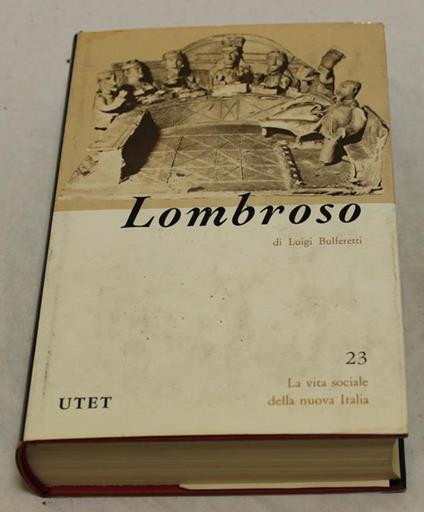 Lombroso
di Luigi Bulferetti
23
La vita sociale
della nuova Italia
UTET